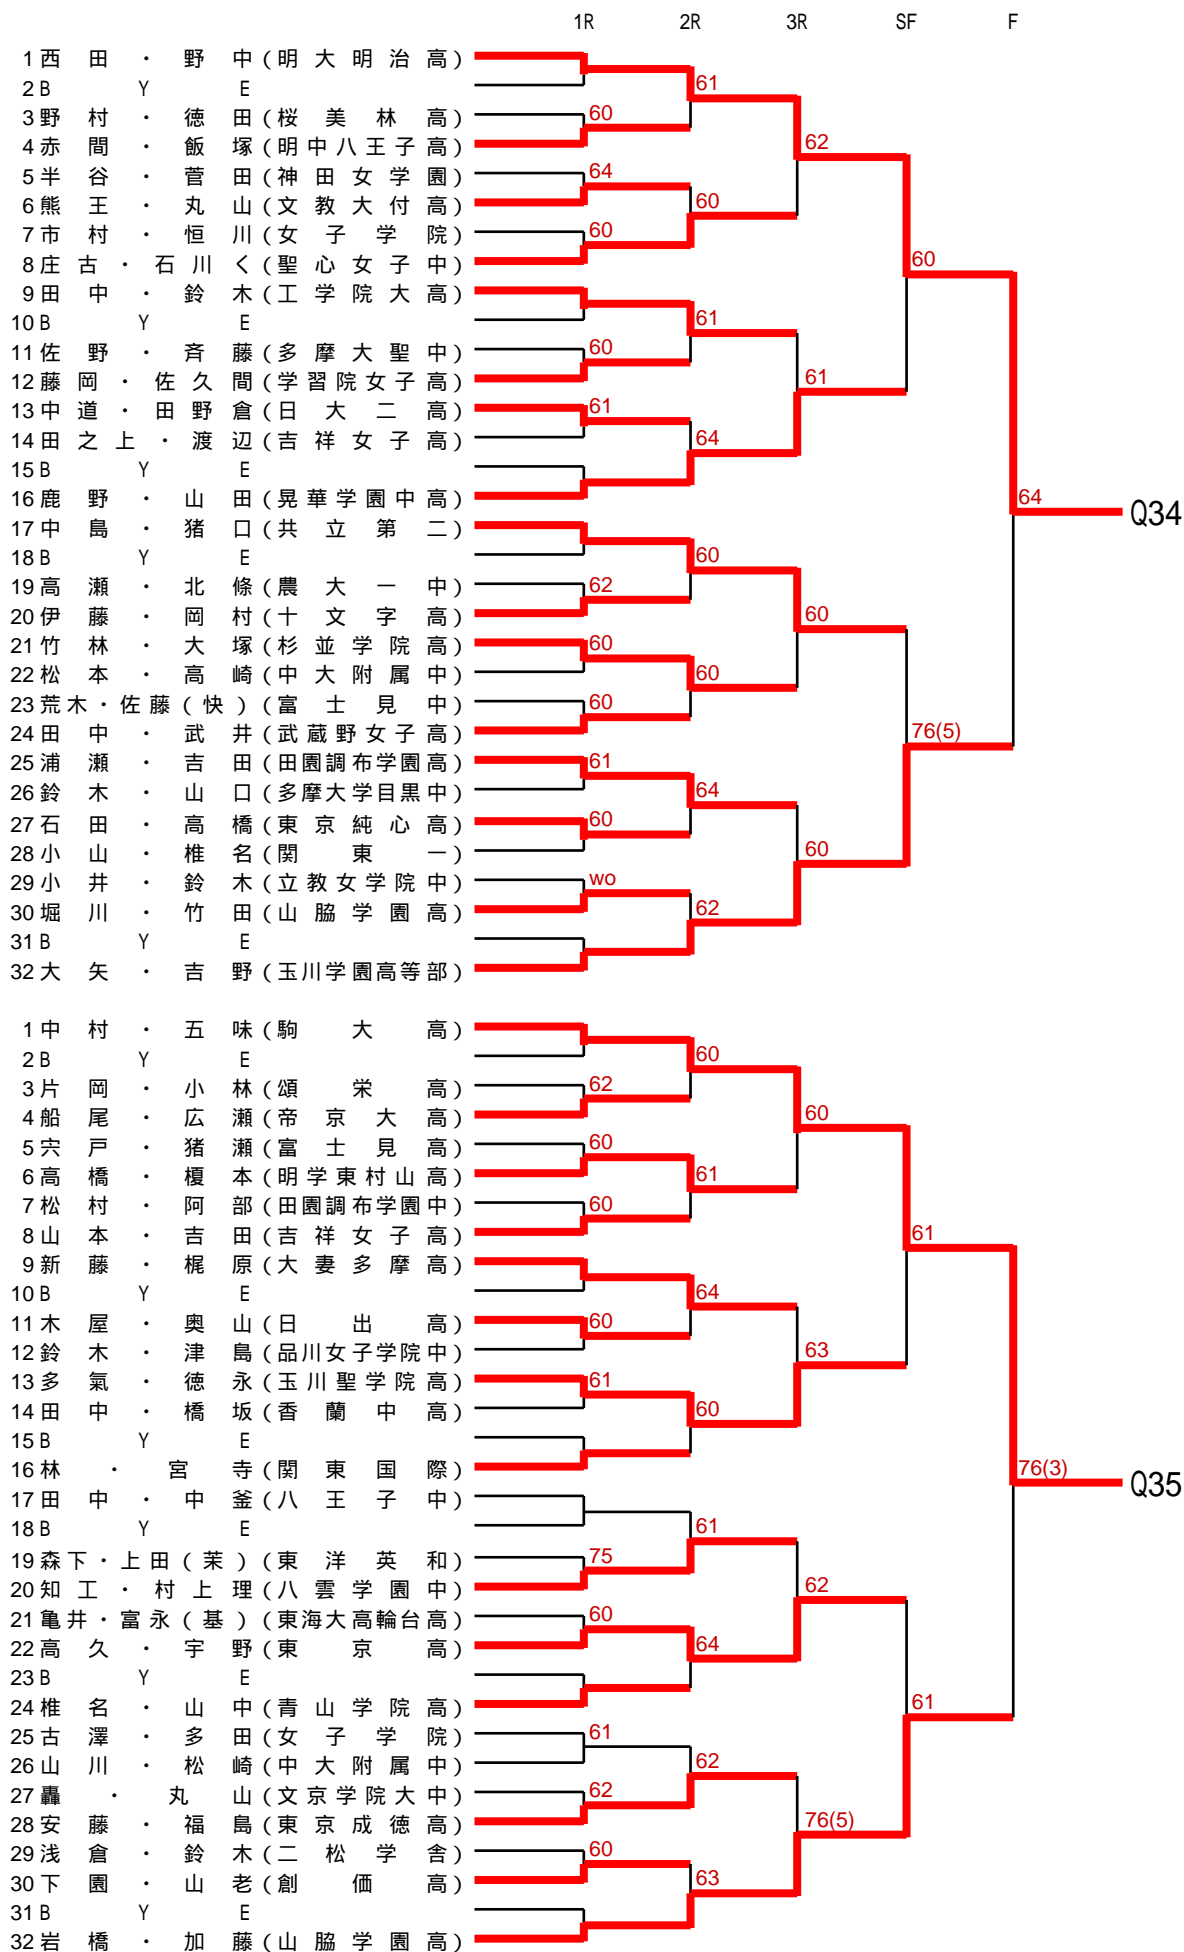 1R 2R 3R SF F
1 西田・野中(明大明治高)
2 BYE
61
3 野村・徳田(桜美林高) 60
4 赤間・飯塚(明中八王子高)
62
5 半谷・菅田(神田女学園) 64
6 熊王・丸山(文教大付高)
60
7 市村・恒川(女子学院) 60
8 庄古・石川く(聖心女子中)
60
9 田中・鈴木(工学院大高)
10 BYE
61
11 佐野・斉藤(多摩大聖中) 60
12 藤岡・佐久間(学習院女子高)
61
13 中道・田野倉(日大二高) 61
14 田之上・渡辺(吉祥女子高)
64
15 BYE
16 鹿野・山田(晃華学園中高)
64 Q34
17 中島・猪口(共立第二)
18 BYE
60
19 高瀬・北條(農大一中) 62
20 伊藤・岡村(十文字高)
60
21 竹林・大塚(杉並学院高) 60
22 松本・高崎(中大附属中)
60
23 荒木・佐藤(快)(富士見中) 60
24 田中・武井(武蔵野女子高)
76(5)
25 浦瀬・吉田(田園調布学園高) 61
26 鈴木・山口(多摩大学目黒中)
64
27 石田・高橋(東京純心高) 60
28 小山・椎名(関東一)
60
29 小井・鈴木(立教女学院中) wo
30 堀川・竹田(山脇学園高)
62
31 BYE
32 大矢・吉野(玉川学園高等部)
1 中村・五味(駒大高)
2 BYE
60
3 片岡・小林(頌栄高) 62
4 船尾・広瀬(帝京大高)
60
5 宍戸・猪瀬(富士見高) 60
6 高橋・榎本(明学東村山高)
61
7 松村・阿部(田園調布学園中) 60
8 山本・吉田(吉祥女子高)
61
9 新藤・梶原(大妻多摩高)
10 BYE
64
11 木屋・奥山(日出高) 60
12 鈴木・津島(品川女子学院中)
63
13 多氣・徳永(玉川聖学院高) 61
14 田中・橋坂(香蘭中高)
60
15 BYE
16 林・宮寺(関東国際)
76(3) Q35
17 田中・中釜(八王子中)
18 BYE
61
19 森下・上田(茉)(東洋英和) 75
20 知工・村上理(八雲学園中)
62
21 亀井・富永(基)(東海大高輪台高) 60
22 高久・宇野(東京高)
64
23 BYE
24 椎名・山中(青山学院高)
61
25 古澤・多田(女子学院) 61
26 山川・松崎(中大附属中)
62
27 轟・丸山(文京学院大中) 62
28 安藤・福島(東京成徳高)
76(5)
29 浅倉・鈴木(二松学舎) 60
30 下園・山老(創価高)
63
31 BYE
32 岩橋・加藤(山脇学園高)